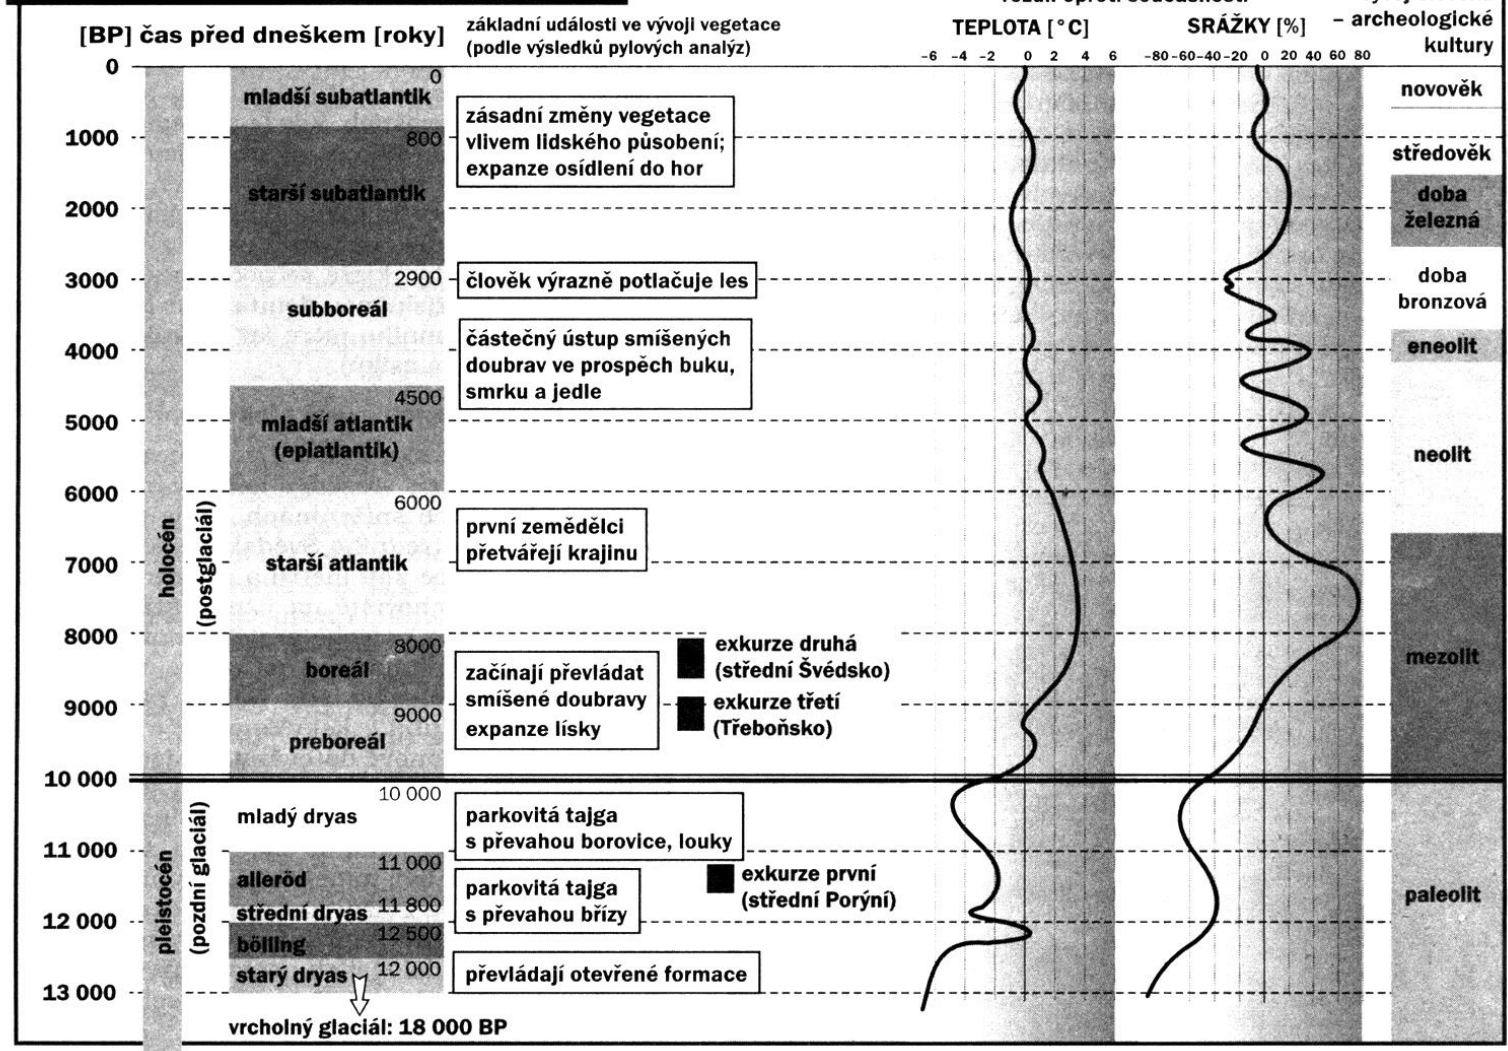 rozdíl oproti současnosti
[BP] čas před dneškem [roky]
základní události ve vývoji vegetace
(podle výsledků pylových analýz)
TEPLOTA [°C]
SRÁŽKY [%]
– archeologické
kultury
-6 -4 -2 0 2 4 6
-80 -60 -40 -20 0 20 40 60 80
0
1000
2000
3000
4000
5000
6000
7000
8000
9000
10 000
11 000
12 000
13 000
holocén
(postglaciál)
pleistocén
(pozdní glaciál)
0
mladší subatlantik
800
starší subatlantik
2900
subboreál
4500
mladší atlantik
(epiatlantik)
6000
starší atlantik
8000
boreál
9000
preboreál
10 000
mladý dryas
11 000
alleröd
11 800
střední dryas
12 500
bölling
12 000
starý dryas
vrcholný glaciál: 18 000 BP
zásadní změny vegetace
vlivem lidského působení;
expanze osídlení do hor
člověk výrazně potlačuje les
částečný ústup smíšených
doubrav ve prospěch buku,
smrku a jedle
první zemědělci
přetvářejí krajinu
začínají převládat
smíšené doubravy
expanze lísky
exkurze druhá
(střední Švédsko)
exkurze třetí
(Třeboňsko)
parkovitá tajga
s převahou borovice, louky
exkurze první
(střední Porýní)
parkovitá tajga
s převahou břízy
převládají otevřené formace
novověk
středověk
doba
železná
doba
bronzová
eneolit
neolit
mezolit
paleolit